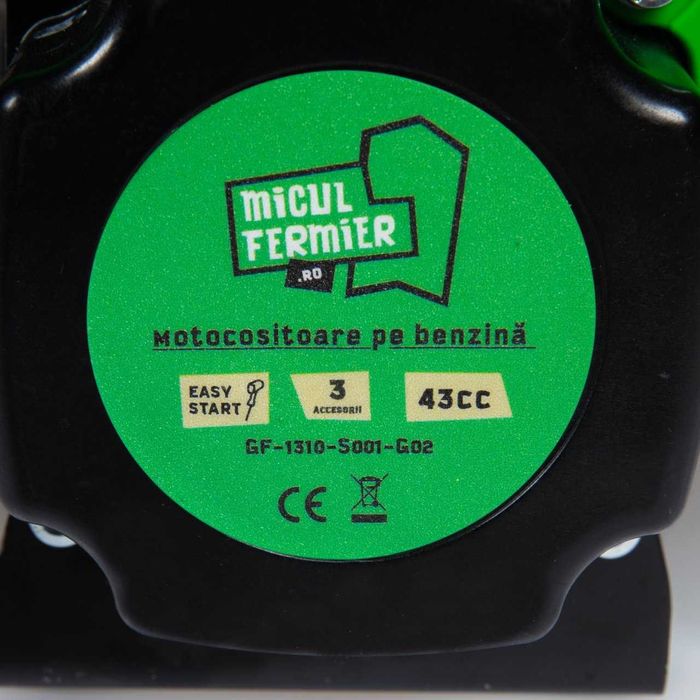 MiCUL
FERMiER
.RO
Motocositoare pe benzină
EASY
START
3
ACCESORII
43CC
GF-1310-S001-G02
CE